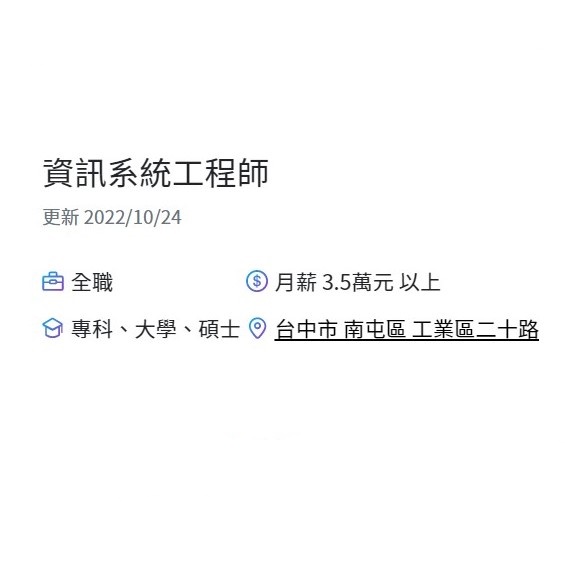 資訊系統工程師
更新 2022/10/24
全職 月薪 3.5萬元 以上
專科、大學、碩士 台中市 南屯區 工業區二十路